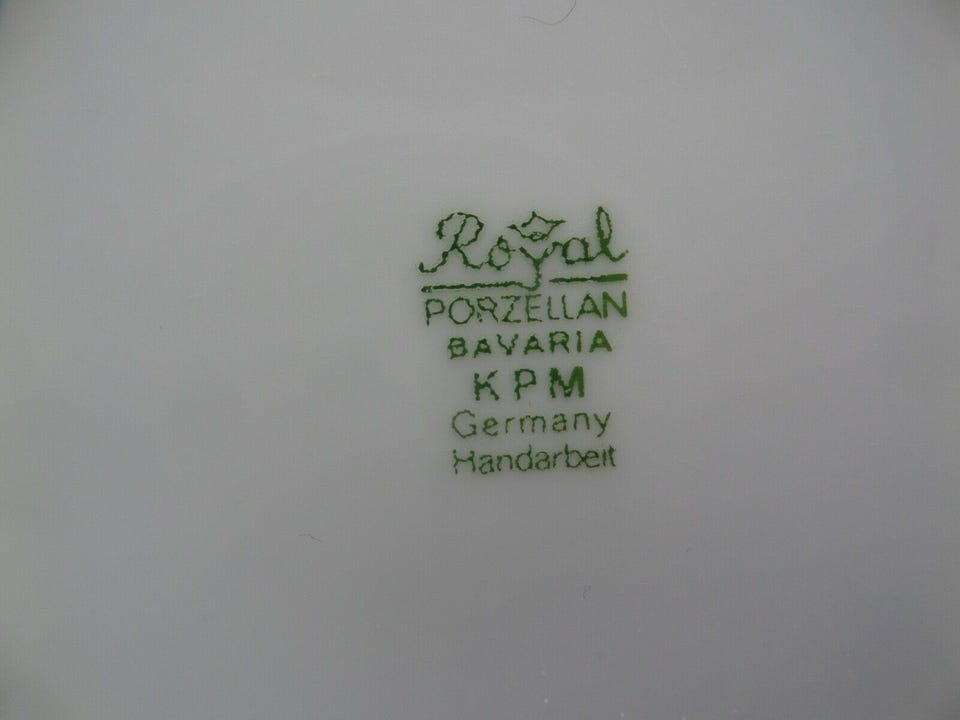 Royal
PORZELLAN
BAVARIA
KPM
Germany
Handarbeit